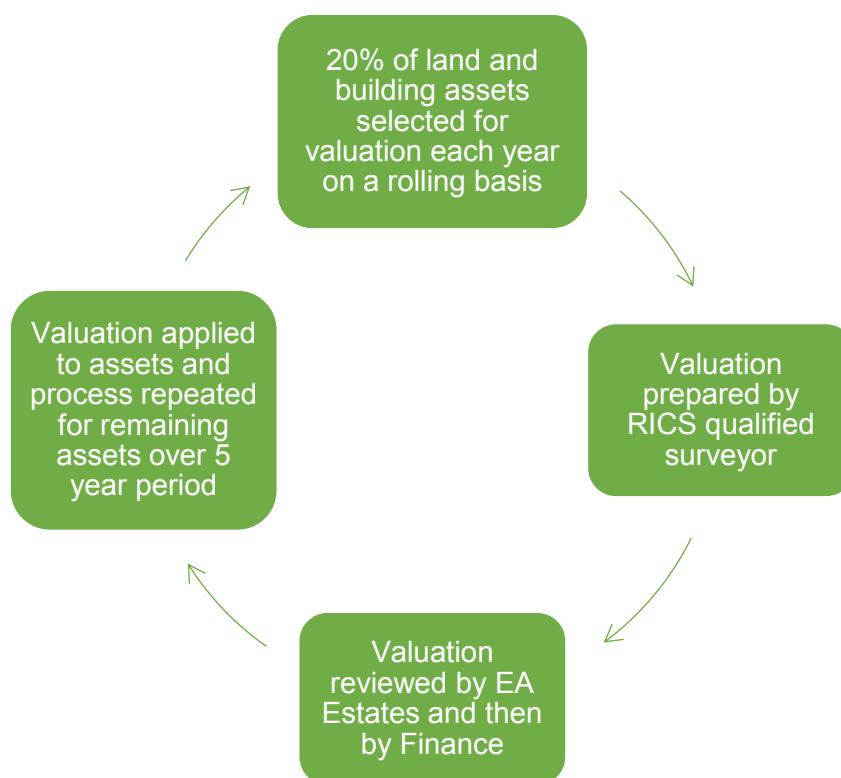 20% of land and
building assets
selected for
valuation each year
on a rolling basis
Valuation
prepared by
RICS qualified
surveyor
Valuation
reviewed by EA
Estates and then
by Finance
Valuation applied
to assets and
process repeated
for remaining
assets over 5
year period